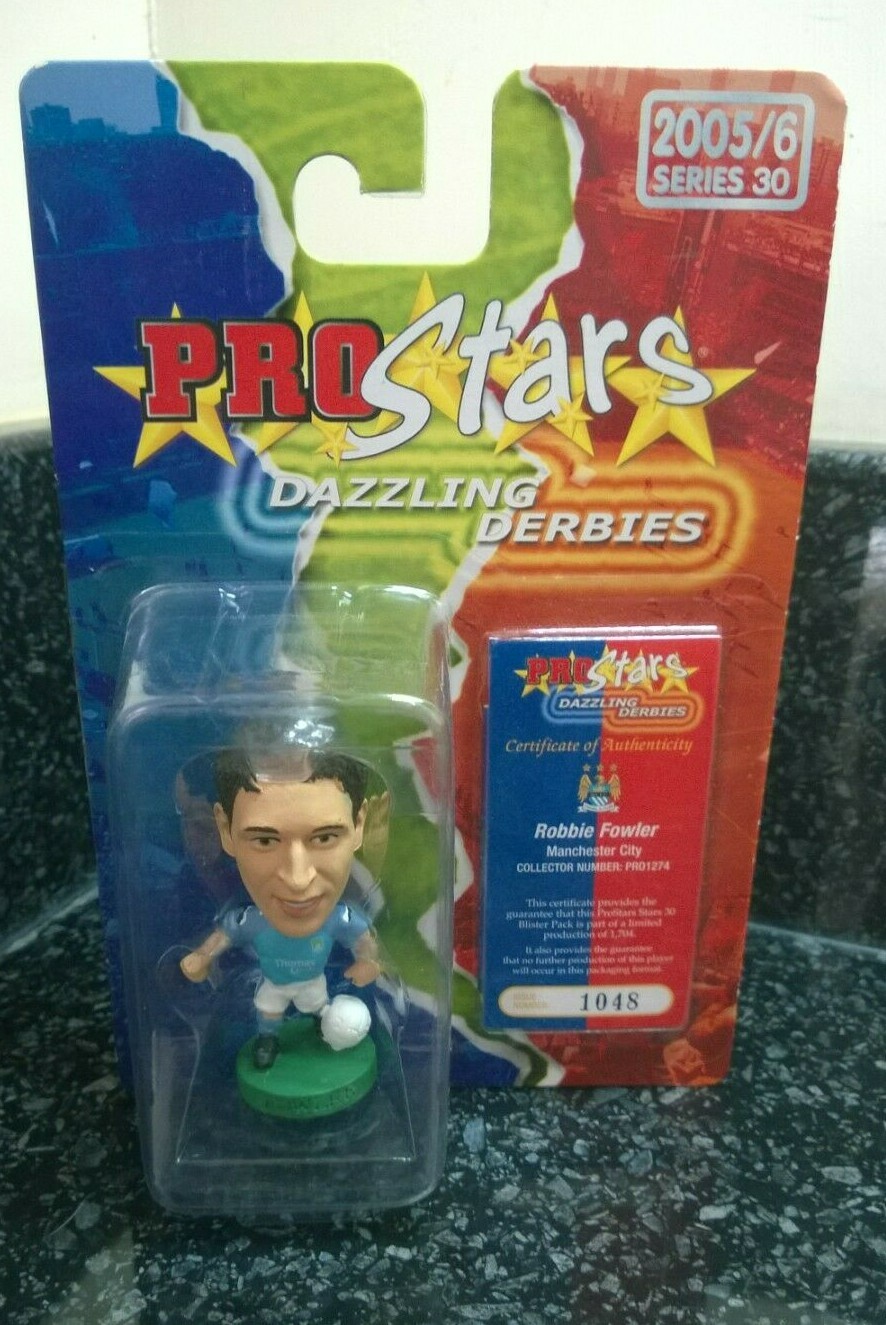 2005/6
SERIES 30
PROStars
DAZZLING
DERBIES
PROStars
DAZZLING
DERBIES
Certificate of Authenticity
Robbie Fowler
Manchester City
COLLECTOR NUMBER: PRO1274
This certificate provides the
guarantee that this ProStars Stars 30
Blister Pack is part of a limited
production of 1,704.
It also provides the guarantee
that no further production of this player
will occur in this packaging format.
ISSUE
NUMBER:
1048
Thomas